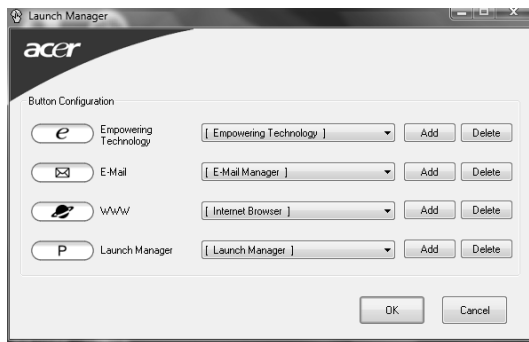 Launch Manager
acer
Button Configuration
e Empowering Technology [ Empowering Technology ] Add Delete
E-Mail [ E-Mail Manager ] Add Delete
WWW [ Internet Browser ] Add Delete
P Launch Manager [ Launch Manager ] Add Delete
OK Cancel